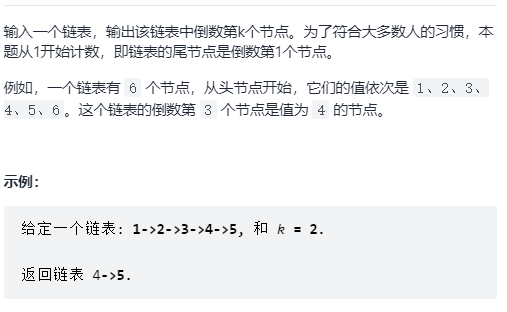 输入一个链表，输出该链表中倒数第k个节点。为了符合大多数人的习惯，本
题从1开始计数，即链表的尾节点是倒数第1个节点。
例如，一个链表有 6 个节点，从头节点开始，它们的值依次是 1、2、3、
4、5、6。这个链表的倒数第 3 个节点是值为 4 的节点。
示例：
给定一个链表: 1->2->3->4->5, 和 k = 2.
返回链表 4->5.